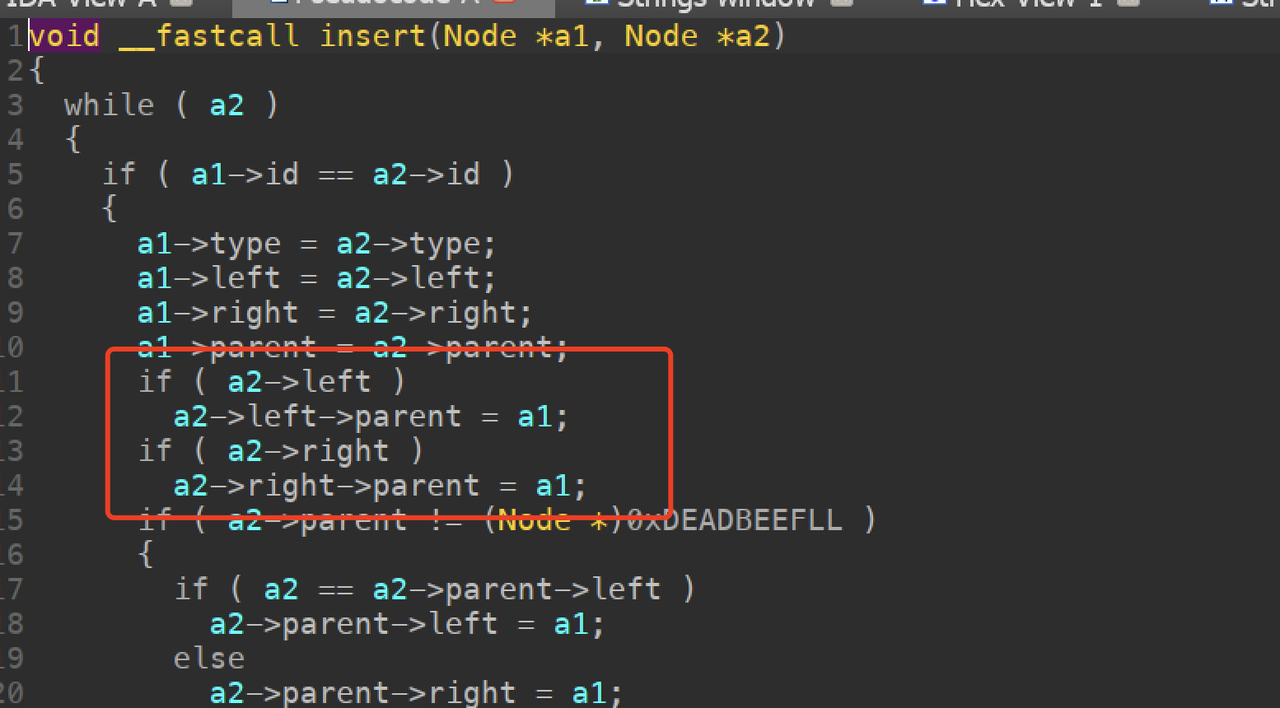 IDA View-A Pseudocode-A Strings window Hex View-1
1 void __fastcall insert(Node *a1, Node *a2)
2 {
3 while ( a2 )
4 {
5 if ( a1->id == a2->id )
6 {
7 a1->type = a2->type;
8 a1->left = a2->left;
9 a1->right = a2->right;
10 a1->parent = a2->parent;
11 if ( a2->left )
12 a2->left->parent = a1;
13 if ( a2->right )
14 a2->right->parent = a1;
15 if ( a2->parent != (Node *)0xDEADBEEFLL )
16 {
17 if ( a2 == a2->parent->left )
18 a2->parent->left = a1;
19 else
20 a2->parent->right = a1;